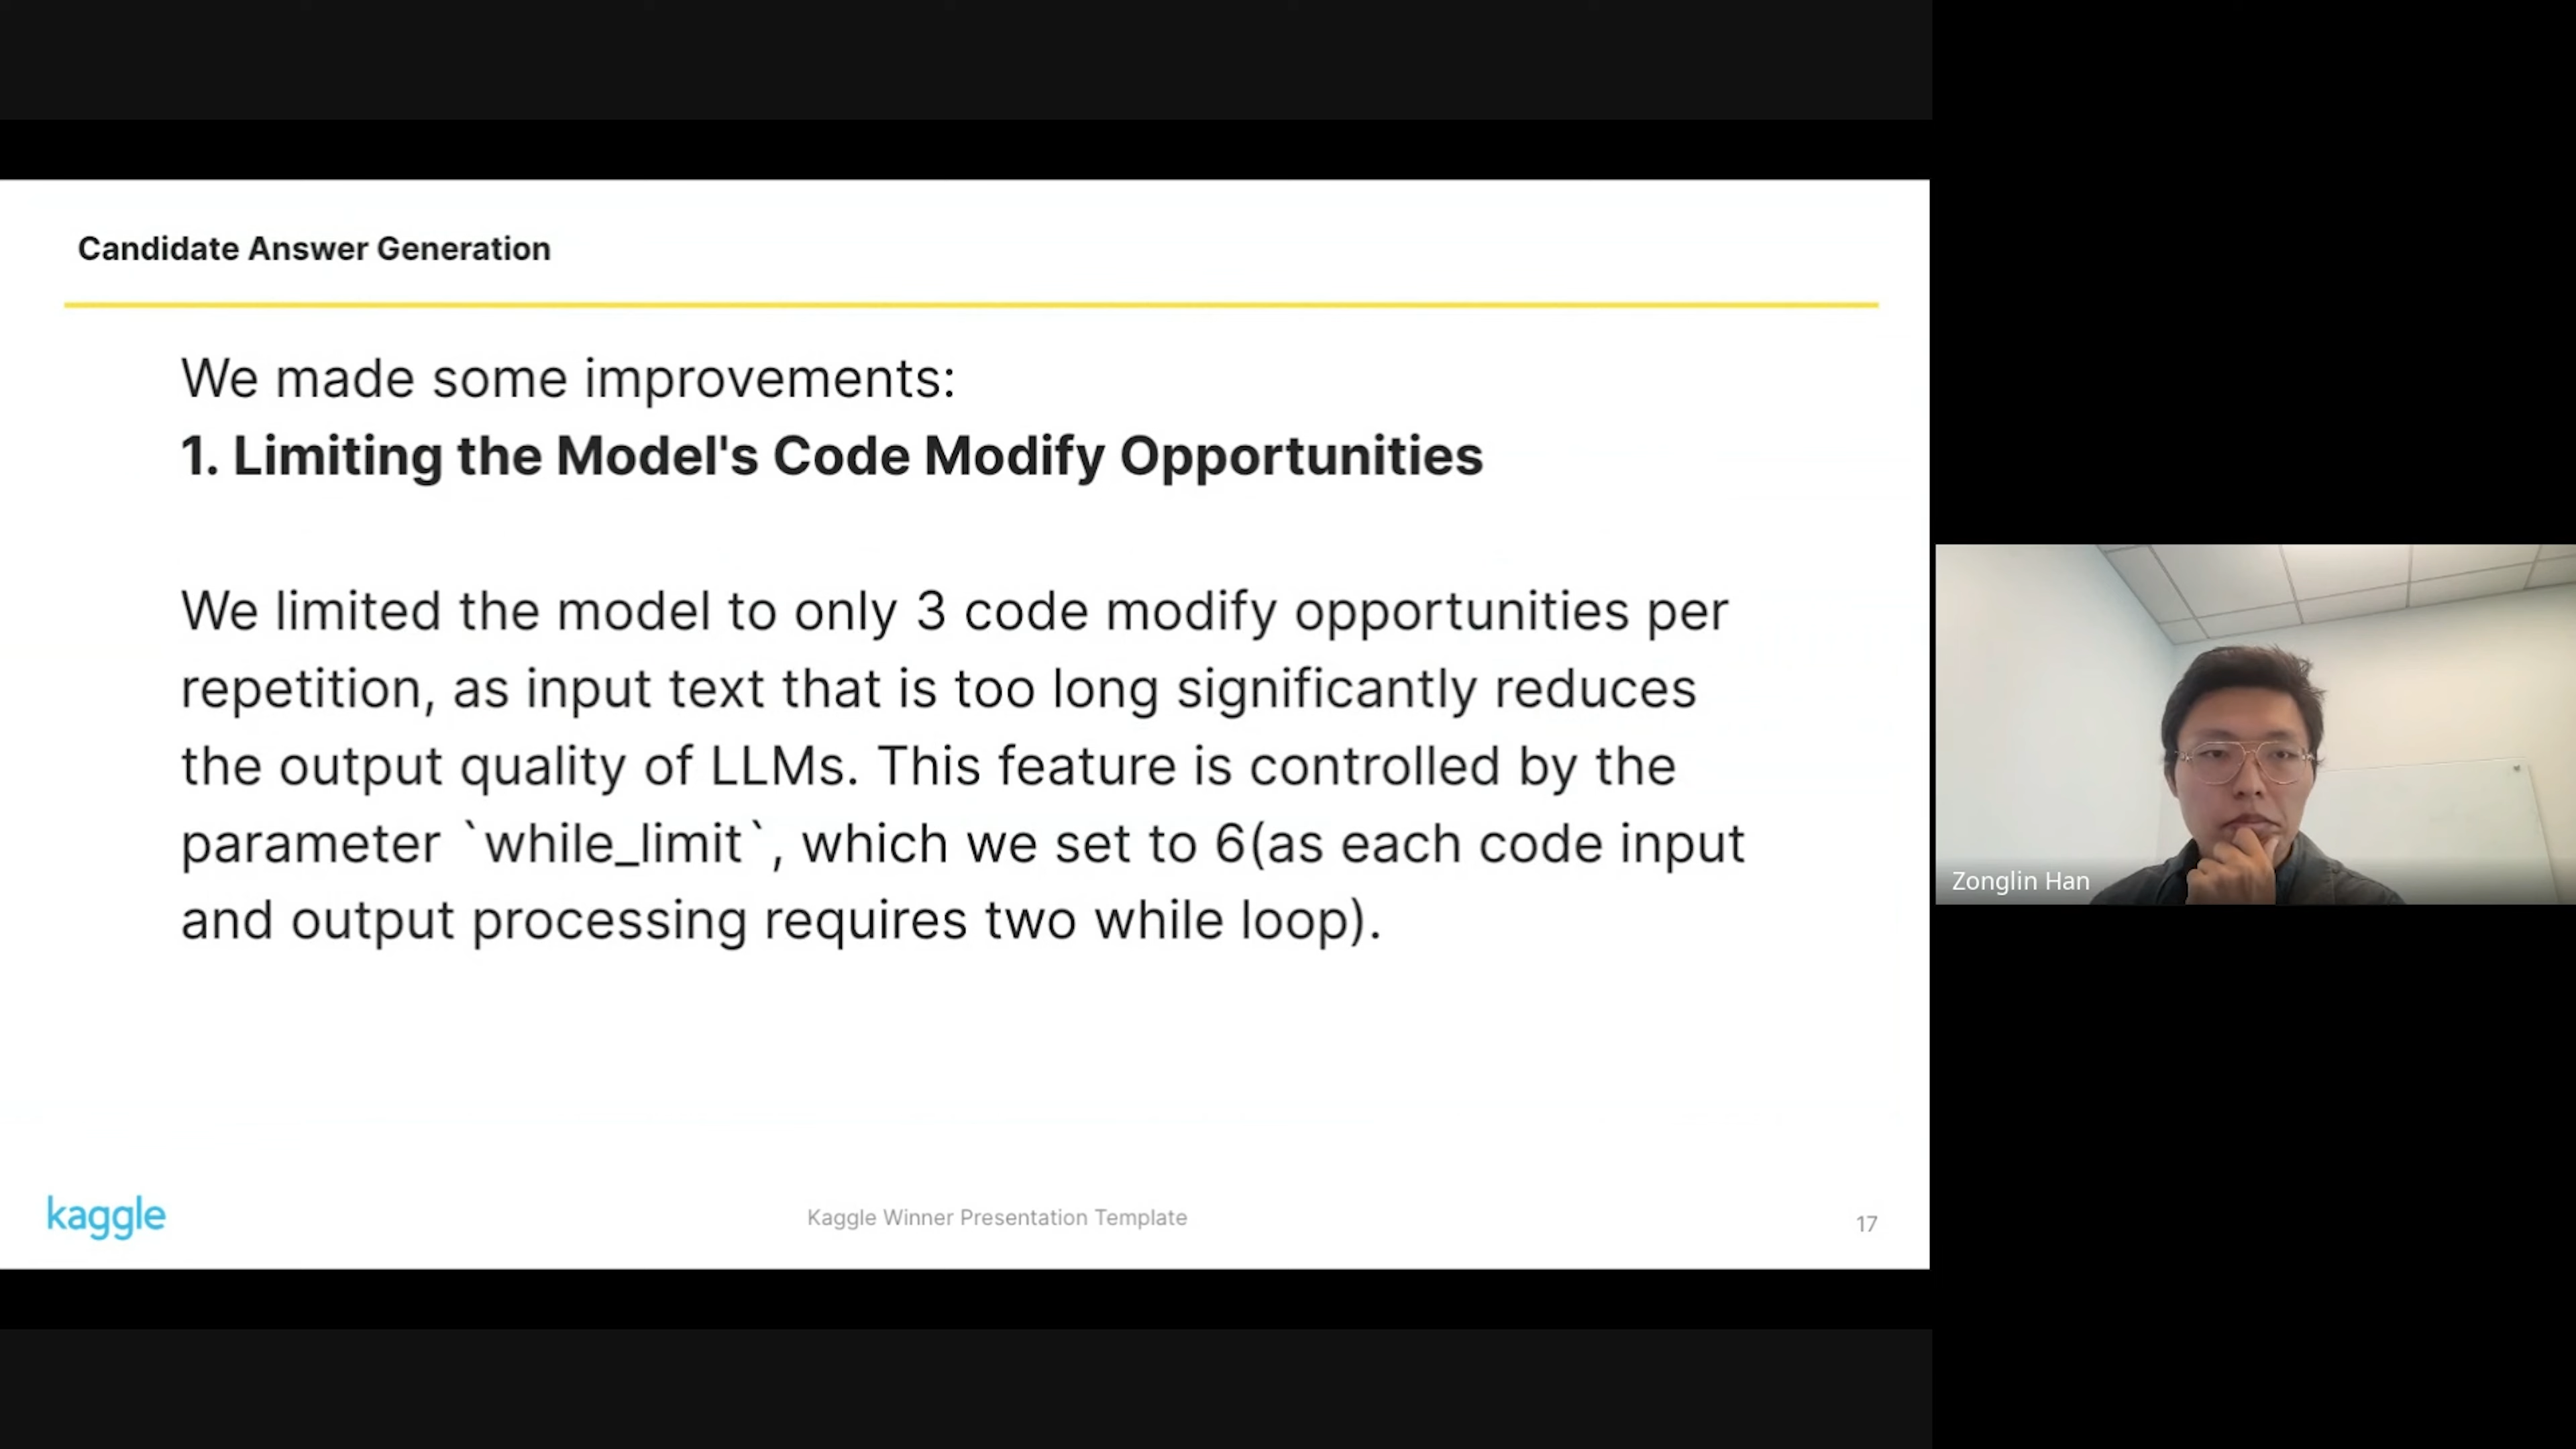 Candidate Answer Generation
We made some improvements:
1. Limiting the Model's Code Modify Opportunities
We limited the model to only 3 code modify opportunities per
repetition, as input text that is too long significantly reduces
the output quality of LLMs. This feature is controlled by the
parameter `while_limit`, which we set to 6(as each code input
and output processing requires two while loop).
kaggle
Kaggle Winner Presentation Template
17
Zonglin Han